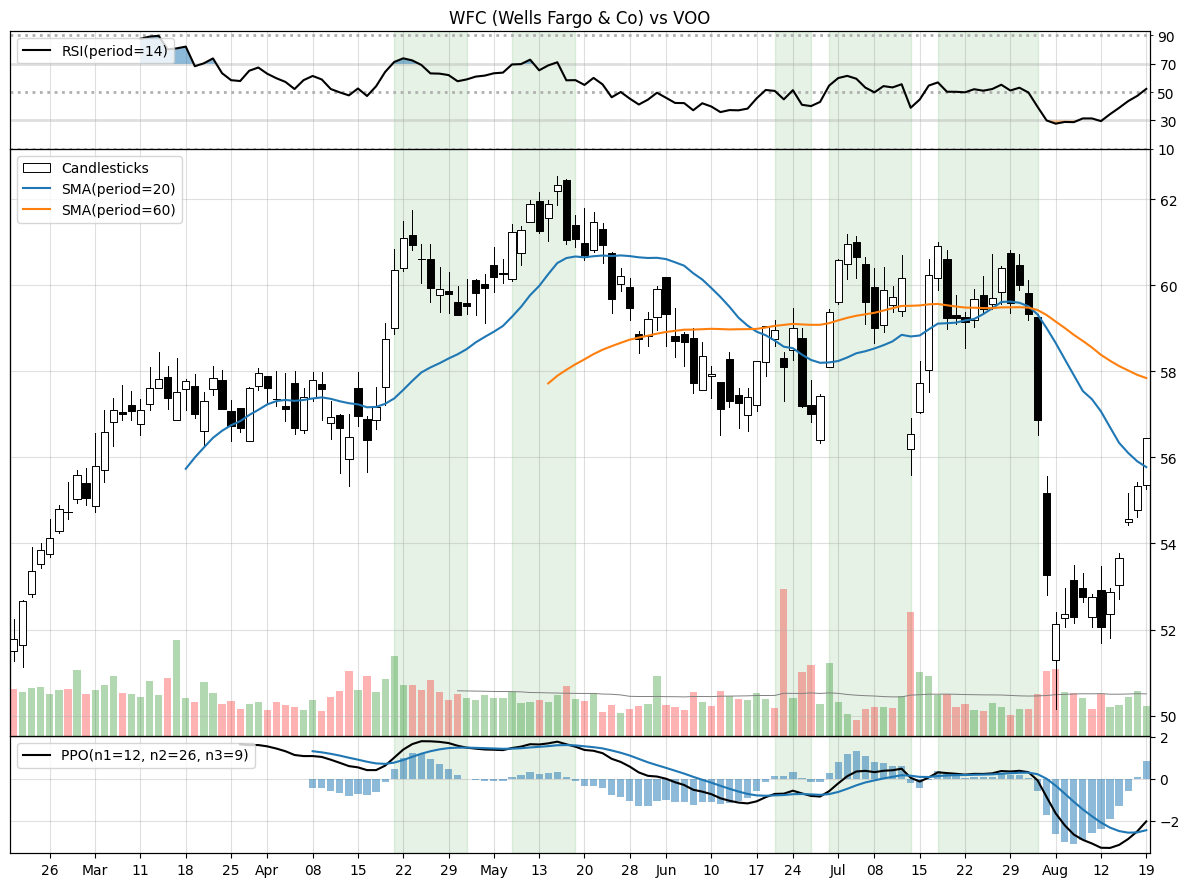 WFC (Wells Fargo & Co) vs VOO
RSI(period=14)
90
70
50
30
10
Candlesticks
SMA(period=20)
SMA(period=60)
62
60
58
56
54
52
50
PPO(n1=12, n2=26, n3=9)
2
0
−2
26 Mar 11 18 25 Apr 08 15 22 29 May 13 20 28 Jun 10 17 24 Jul 08 15 22 29 Aug 12 19